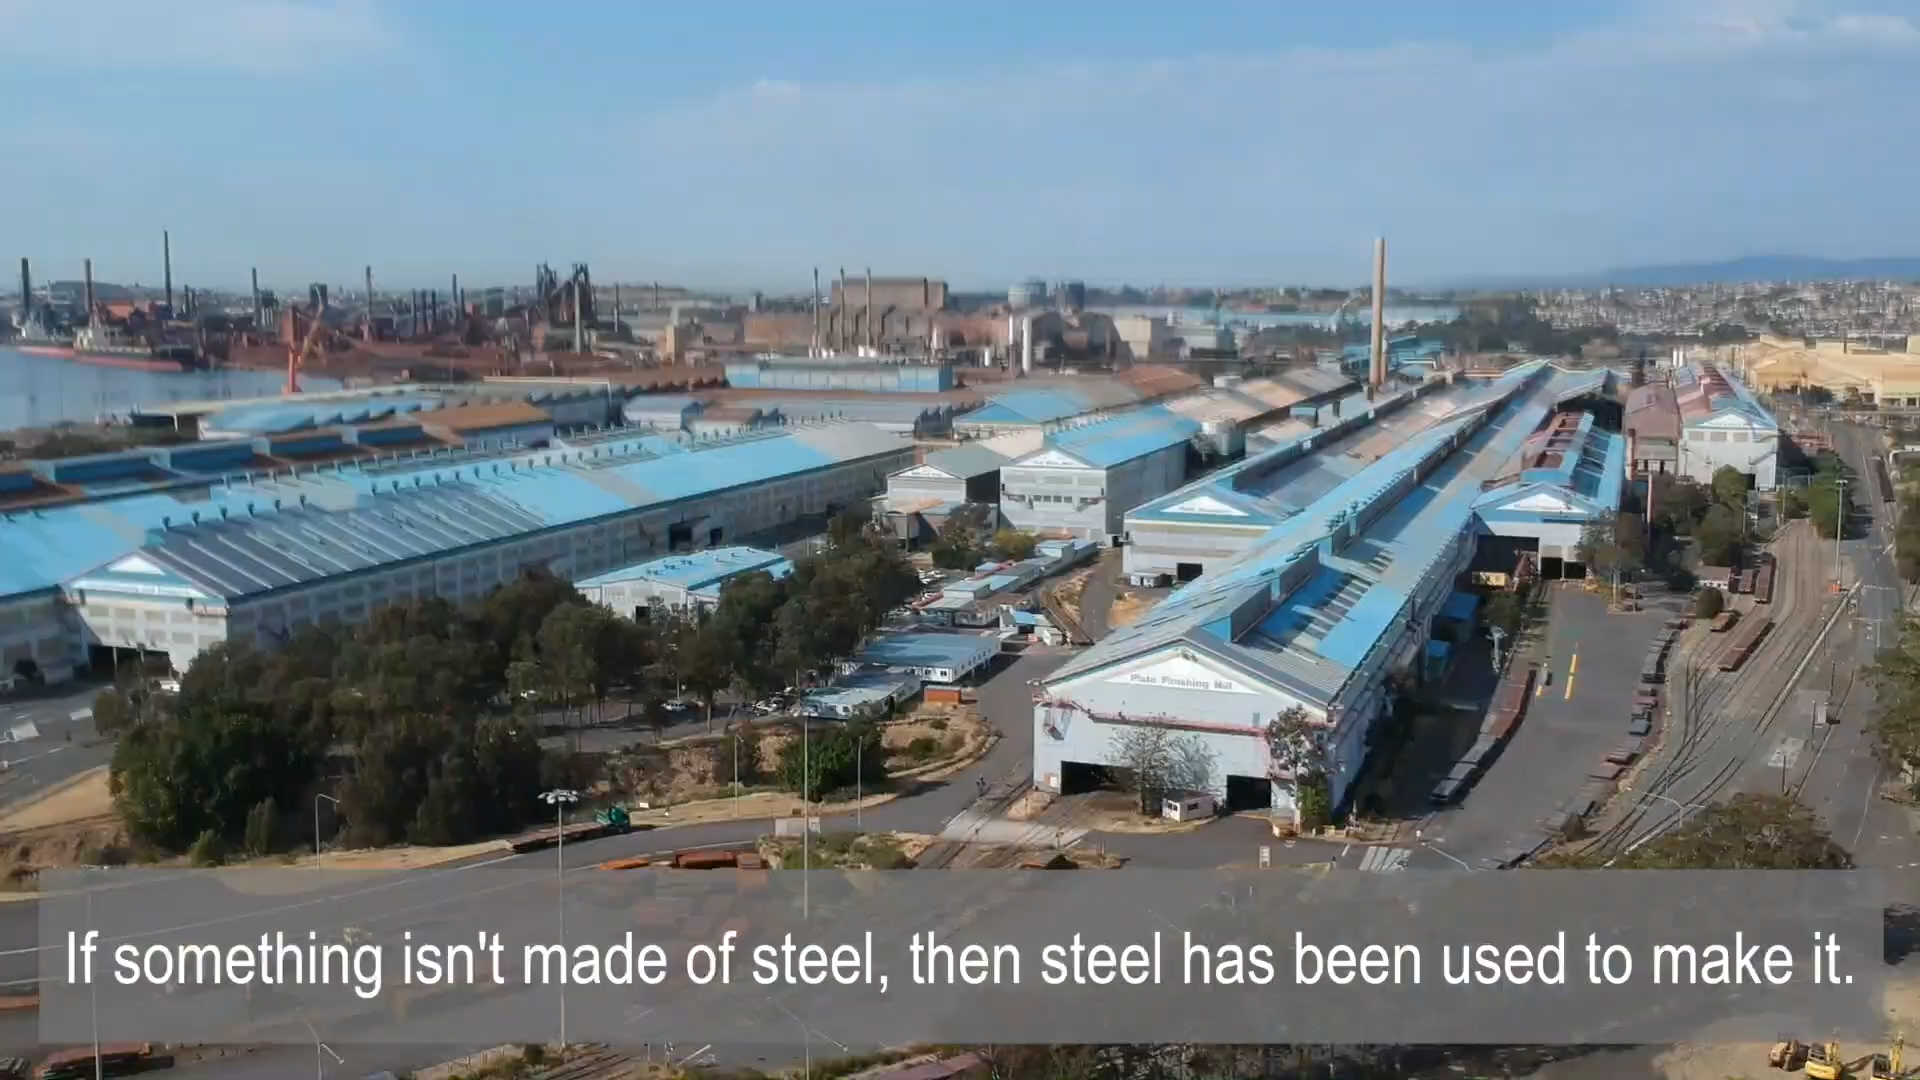 Plate Finishing Mill
If something isn't made of steel, then steel has been used to make it.